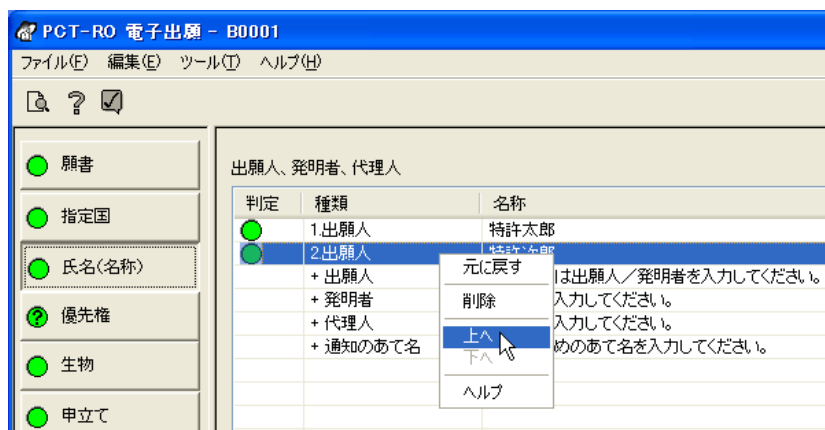 PCT-RO 電子出願 - B0001
ファイル(F) 編集(E) ツール(T) ヘルプ(H)
願書
指定国
氏名(名称)
優先権
生物
申立て
出願人、発明者、代理人
判定 種類 名称
1.出願人 特許太郎
2.出願人 特許次郎
+ 出願人 は出願人／発明者を入力してください。
+ 発明者 入力してください。
+ 代理人 入力してください。
+ 通知のあて名 めのあて名を入力してください。
元に戻す
削除
上へ
下へ
ヘルプ